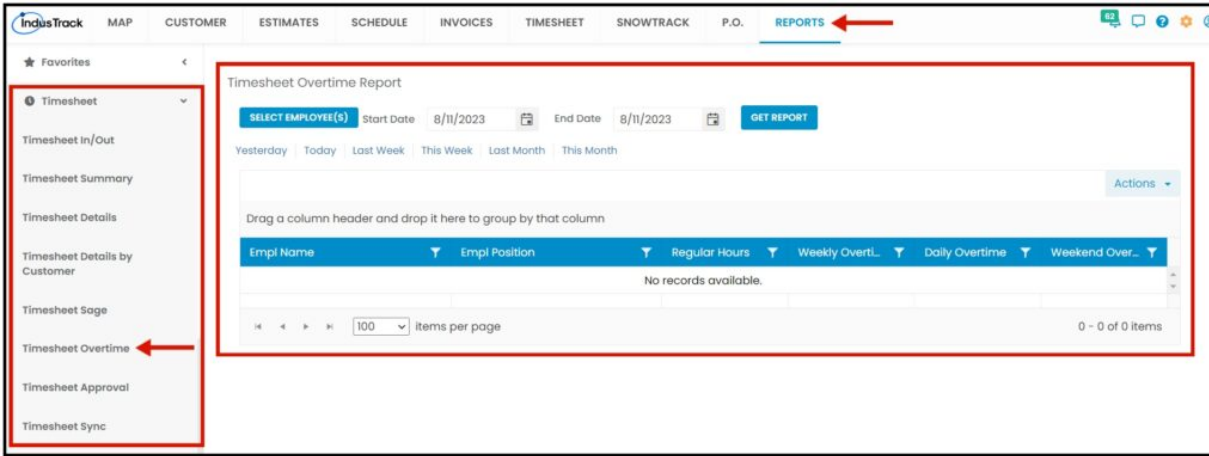 IndusTrack MAP CUSTOMER ESTIMATES SCHEDULE INVOICES TIMESHEET SNOWTRACK P.O. REPORTS 62
Favorites
Timesheet
Timesheet In/Out
Timesheet Summary
Timesheet Details
Timesheet Details by
Customer
Timesheet Sage
Timesheet Overtime
Timesheet Approval
Timesheet Sync
Timesheet Overtime Report
SELECT EMPLOYEE(S) Start Date 8/11/2023 End Date 8/11/2023 GET REPORT
Yesterday Today Last Week This Week Last Month This Month
Actions
Drag a column header and drop it here to group by that column
Empl Name Empl Position Regular Hours Weekly Overti... Daily Overtime Weekend Over...
No records available.
100 items per page 0 - 0 of 0 items